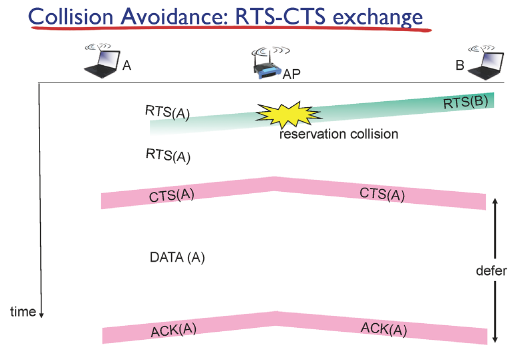 Collision Avoidance: RTS-CTS exchange
A
AP
B
RTS(A)
RTS(B)
reservation collision
RTS(A)
CTS(A)
CTS(A)
DATA (A)
defer
time
ACK(A)
ACK(A)